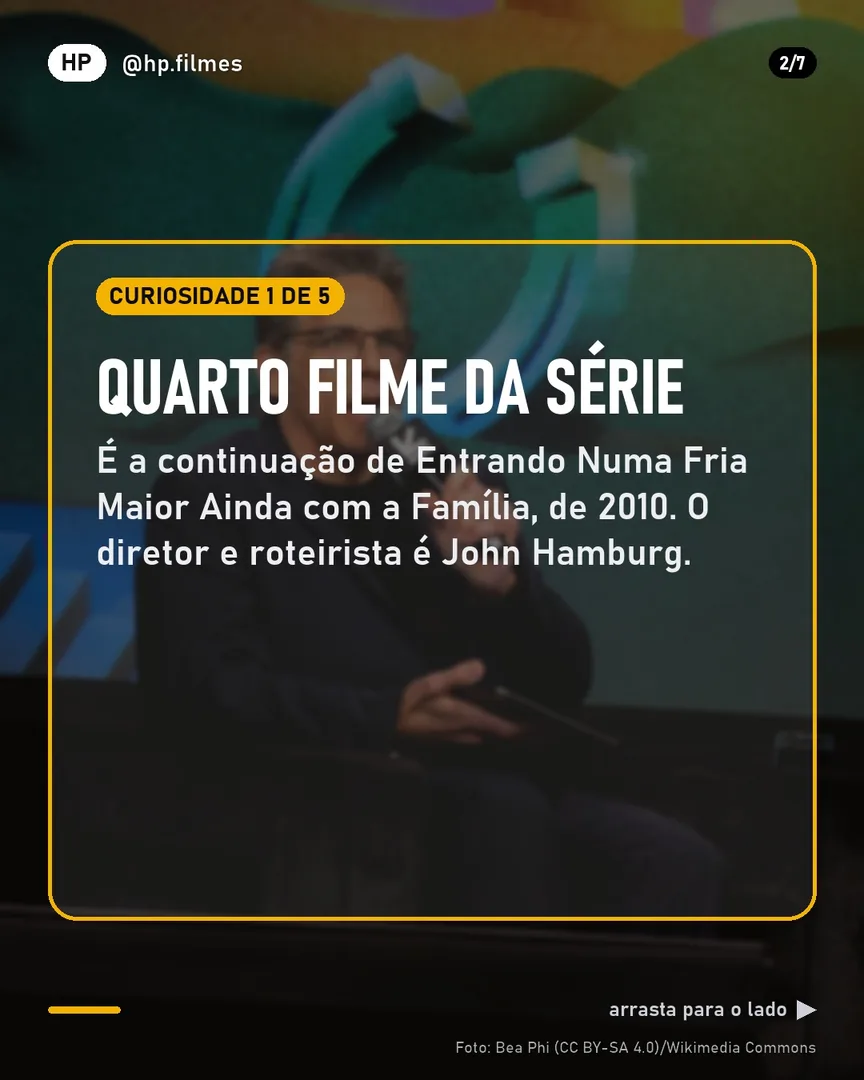 HP @hp.filmes 2/7
CURIOSIDADE 1 DE 5
QUARTO FILME DA SÉRIE
É a continuação de Entrando Numa Fria
Maior Ainda com a Família, de 2010. O
diretor e roteirista é John Hamburg.
arrasta para o lado ▶
Foto: Bea Phi (CC BY-SA 4.0)/Wikimedia Commons